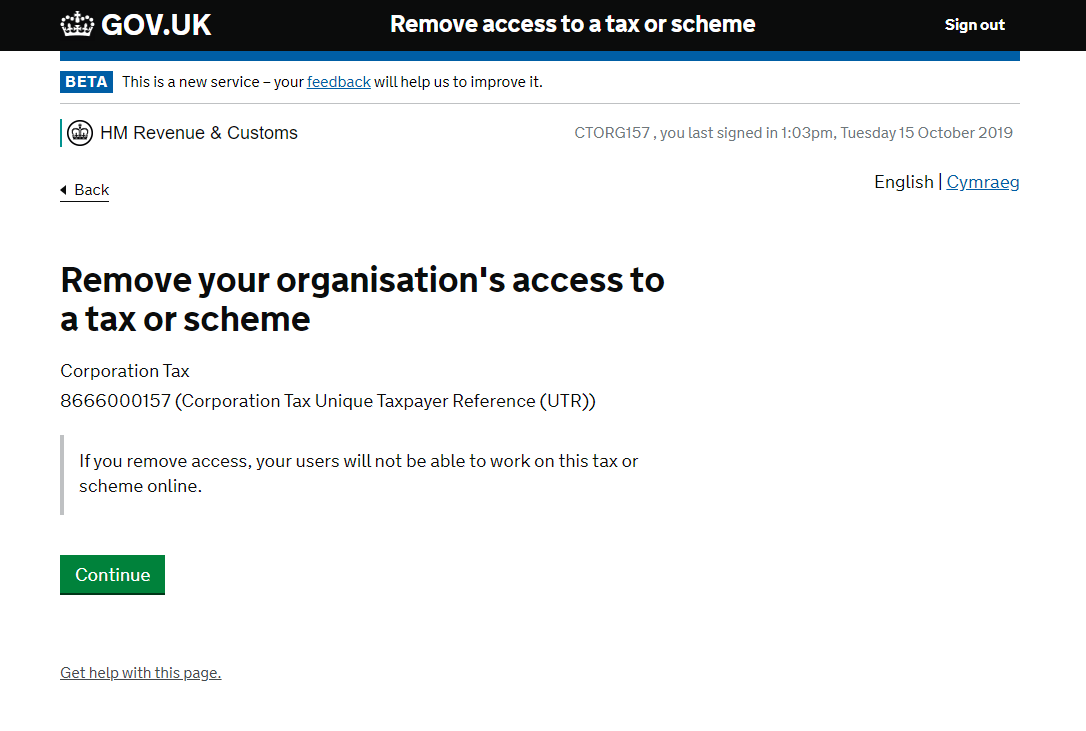 GOV.UK Remove access to a tax or scheme Sign out
BETA This is a new service – your feedback will help us to improve it.
HM Revenue & Customs CTORG157 , you last signed in 1:03pm, Tuesday 15 October 2019
Back English | Cymraeg
Remove your organisation's access to
a tax or scheme
Corporation Tax
8666000157 (Corporation Tax Unique Taxpayer Reference (UTR))
If you remove access, your users will not be able to work on this tax or
scheme online.
Continue
Get help with this page.